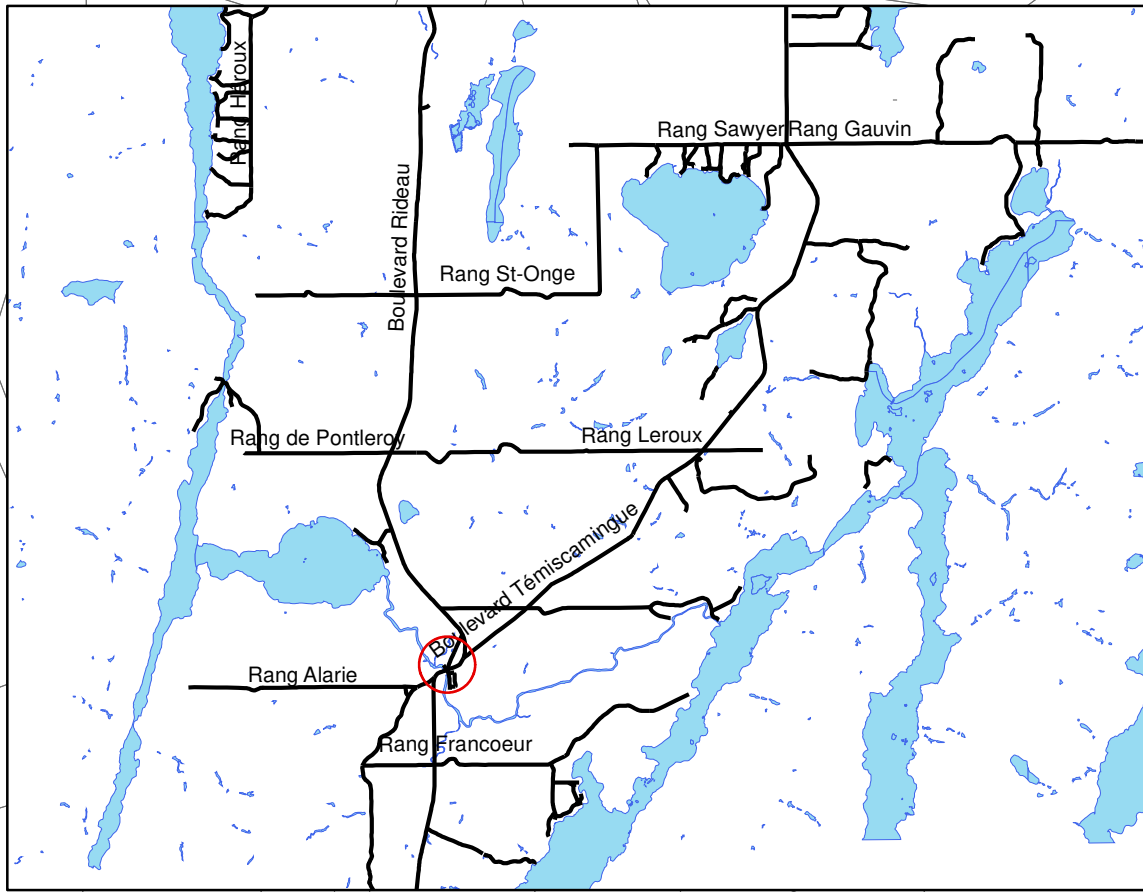 Rang Héroux
Rang Sawyer
Rang Gauvin
Boulevard Rideau
Rang St-Onge
Rang de Pontleroy
Rang Leroux
Boulevard Témiscamingue
Rang Alarie
Rang Francoeur